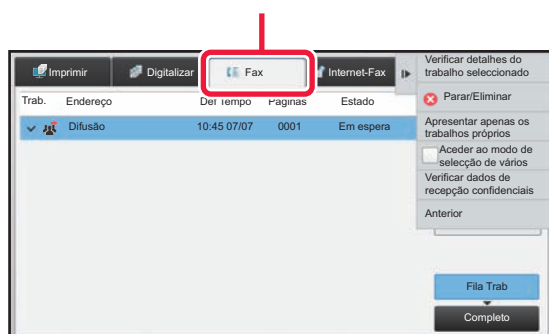 Imprimir
Digitalizar
Fax
Internet-Fax
Trab.
Endereço
Def Tempo
Páginas
Estado
Difusão
10:45 07/07
0001
Em espera
Verificar detalhes do
trabalho seleccionado
Parar/Eliminar
Apresentar apenas os
trabalhos próprios
Aceder ao modo de
selecção de vários
Verificar dados de
recepção confidenciais
Anterior
Fila Trab
Completo